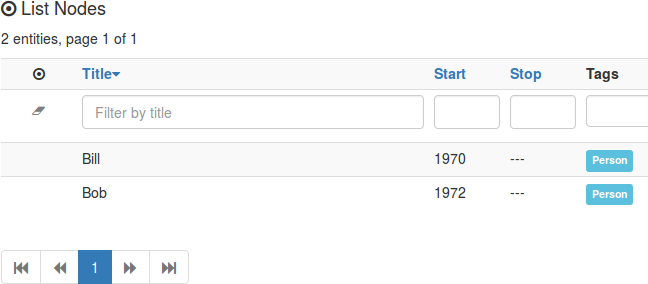 List Nodes
2 entities, page 1 of 1
Title Start Stop Tags
Filter by title
Bill 1970 --- Person
Bob 1972 --- Person
1